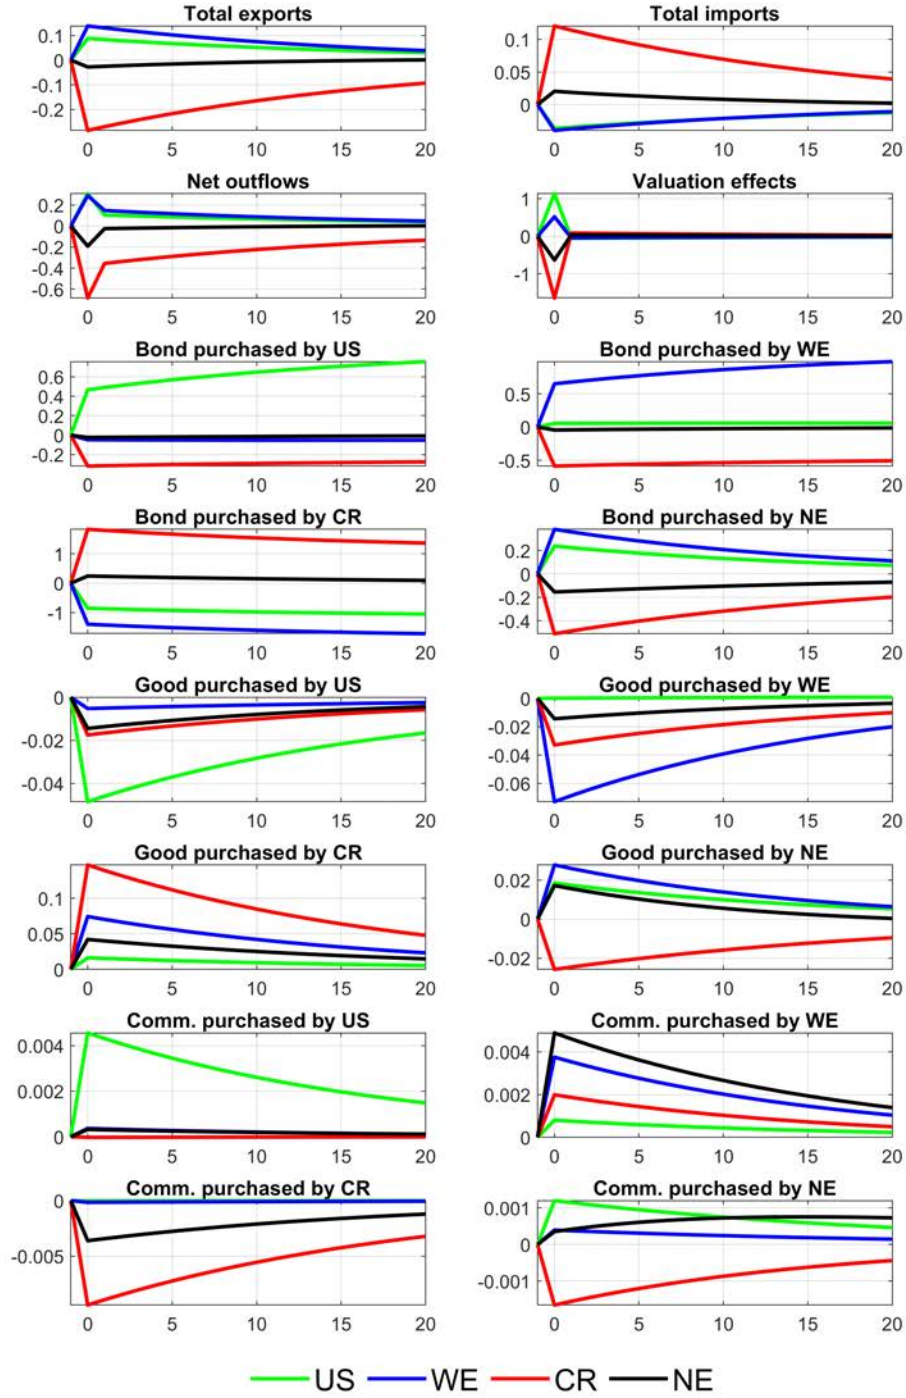 Total exports
Total imports
0.1
0
-0.1
-0.2
0 5 10 15 20
0.1
0.05
0
0 5 10 15 20
Net outflows
Valuation effects
0.2
0
-0.2
-0.4
-0.6
0 5 10 15 20
1
0
-1
0 5 10 15 20
Bond purchased by US
Bond purchased by WE
0.6
0.4
0.2
0
-0.2
0 5 10 15 20
0.5
0
-0.5
0 5 10 15 20
Bond purchased by CR
Bond purchased by NE
1
0
-1
0 5 10 15 20
0.2
0
-0.2
-0.4
0 5 10 15 20
Good purchased by US
Good purchased by WE
0
-0.02
-0.04
0 5 10 15 20
0
-0.02
-0.04
-0.06
0 5 10 15 20
Good purchased by CR
Good purchased by NE
0.1
0.05
0
0 5 10 15 20
0.02
0
-0.02
0 5 10 15 20
Comm. purchased by US
Comm. purchased by WE
0.004
0.002
0
0 5 10 15 20
0.004
0.002
0
0 5 10 15 20
Comm. purchased by CR
Comm. purchased by NE
0
-0.005
0 5 10 15 20
0.001
0
-0.001
0 5 10 15 20
US WE CR NE